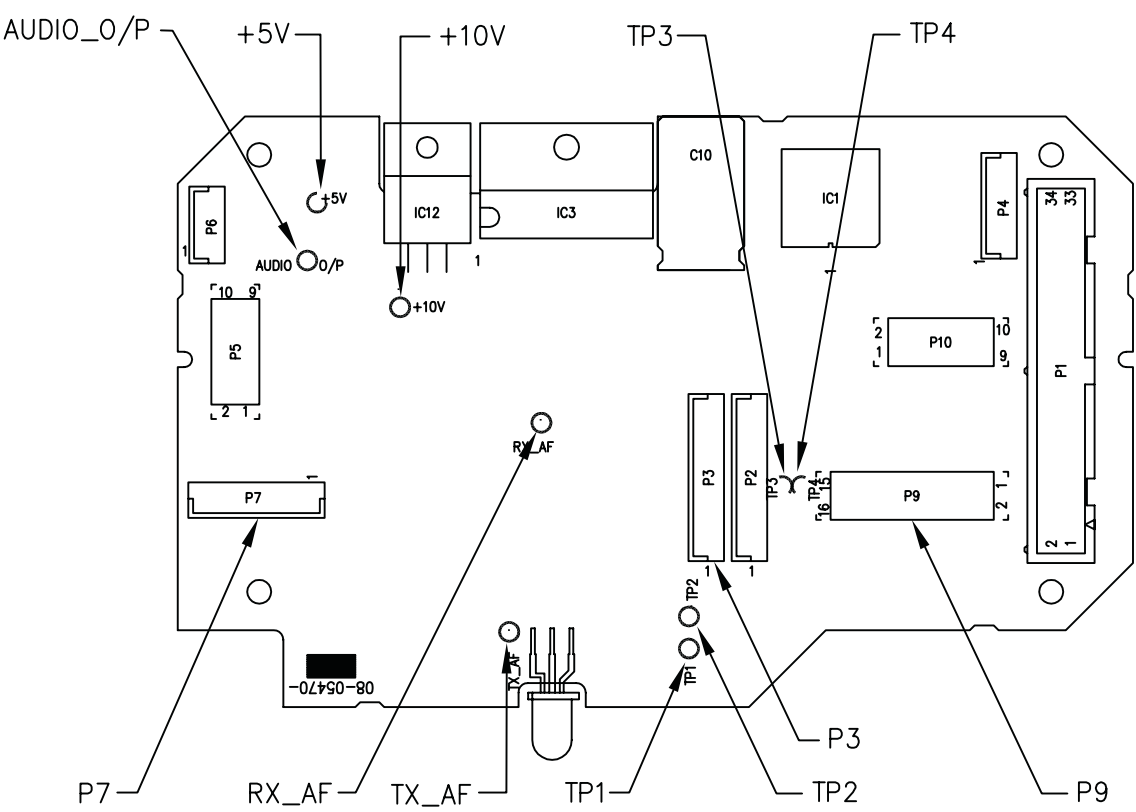 AUDIO_O/P
+5V
+10V
TP3
TP4
C10
+5V
IC12
IC3
IC1
P6
1
P4
1
34
33
AUDIO O/P
1
1
+10V
10 9
P5
2 1
2
1
P10
10
9
P1
RX_AF
P7
1
P3
P2
TP3
TP4
15
16
P9
1
2
2
1
1
1
TP2
TP1
TX_AF
08-05470-
P3
P7
RX_AF
TX_AF
TP1
TP2
P9